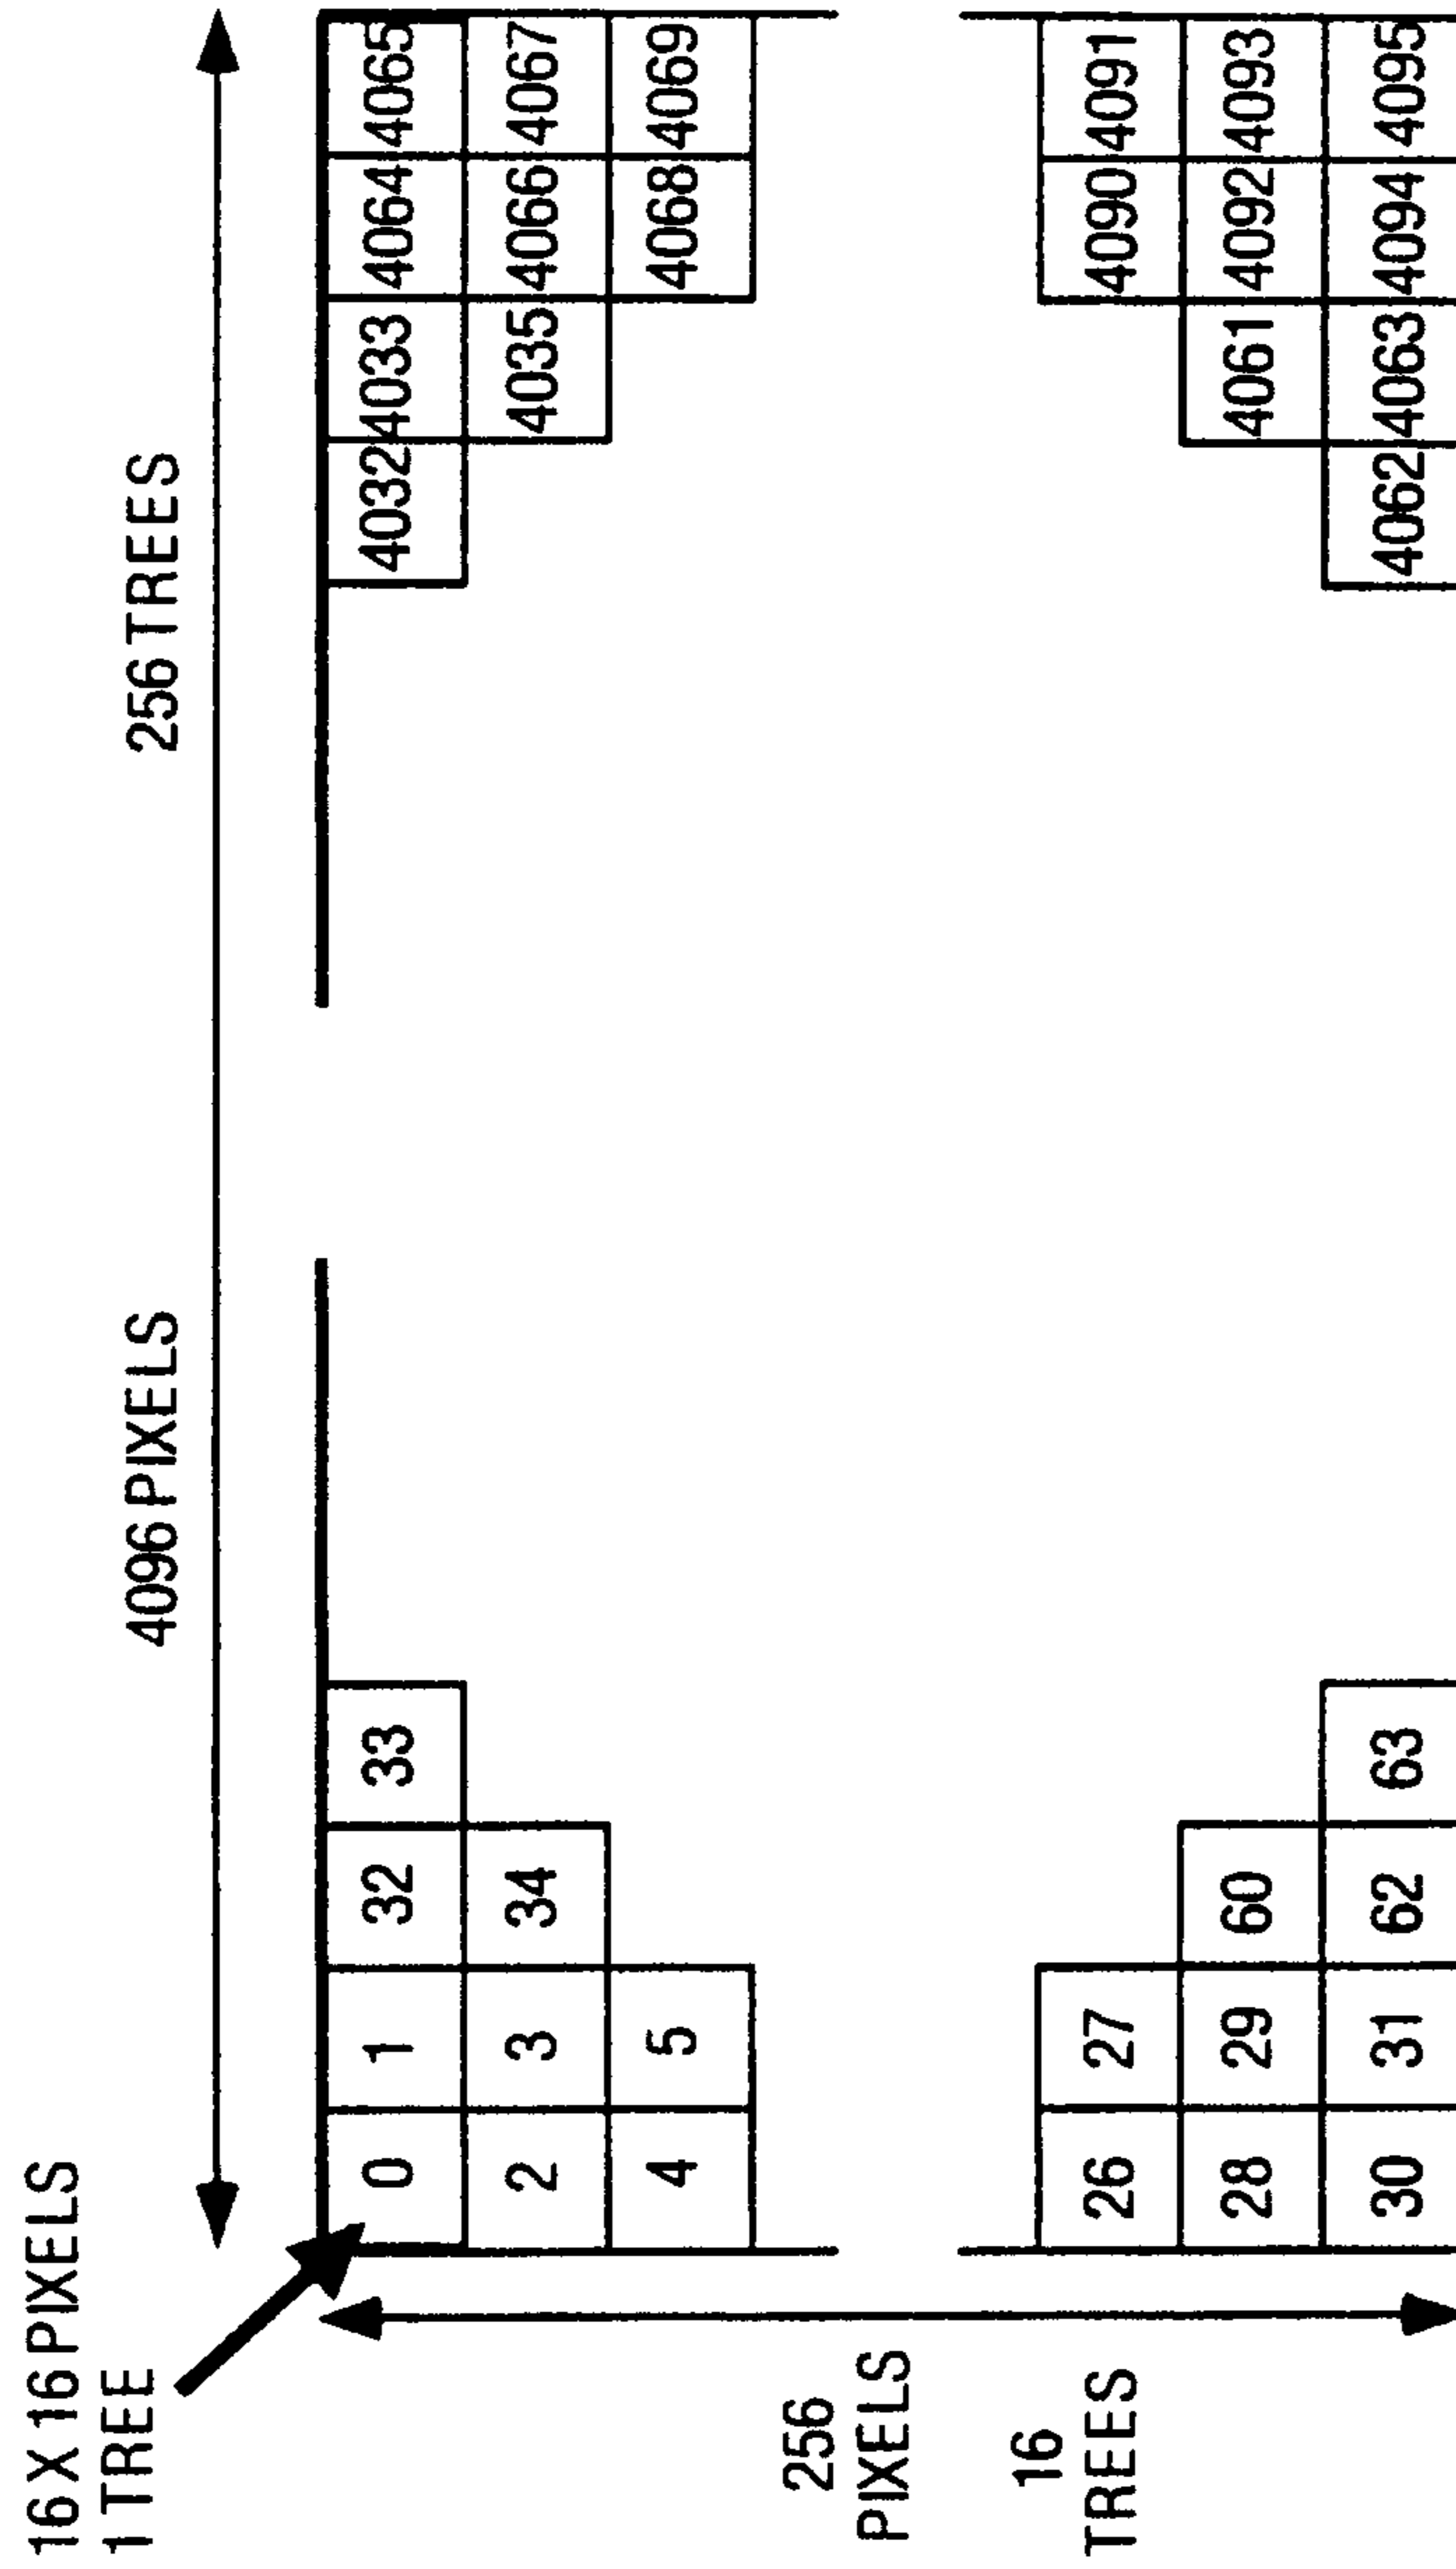 16 X 16 PIXELS
1 TREE
4096 PIXELS 256 TREES
0 1 32 33 4032 4033 4064 4065
2 3 34 4035 4066 4067
4 5 4068 4069
256
PIXELS
16
TREES
26 27 4090 4091
28 29 60 4061 4092 4093
30 31 62 63 4062 4063 4094 4095